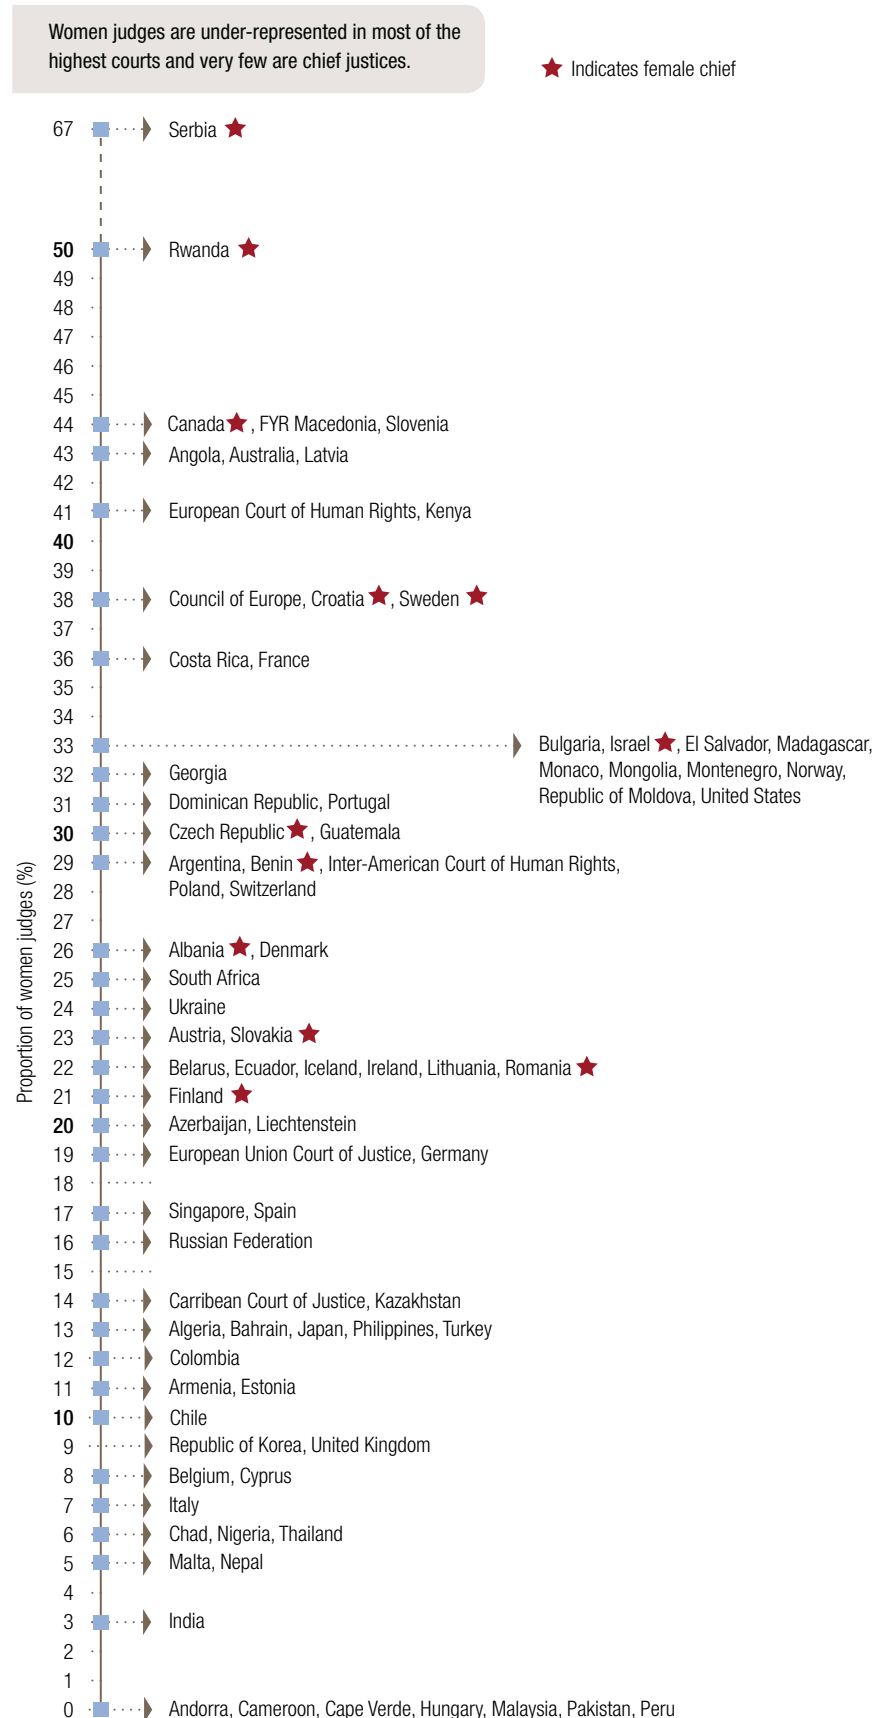 Women judges are under-represented in most of the
highest courts and very few are chief justices.
Indicates female chief
67 Serbia
50 Rwanda
49
48
47
46
45
44 Canada, FYR Macedonia, Slovenia
43 Angola, Australia, Latvia
42
41 European Court of Human Rights, Kenya
40
39
38 Council of Europe, Croatia, Sweden
37
36 Costa Rica, France
35
34
33 Bulgaria, Israel, El Salvador, Madagascar,
Monaco, Mongolia, Montenegro, Norway,
Republic of Moldova, United States
32 Georgia
31 Dominican Republic, Portugal
30 Czech Republic, Guatemala
29 Argentina, Benin, Inter-American Court of Human Rights,
Poland, Switzerland
28
27
26 Albania, Denmark
25 South Africa
24 Ukraine
23 Austria, Slovakia
22 Belarus, Ecuador, Iceland, Ireland, Lithuania, Romania
21 Finland
20 Azerbaijan, Liechtenstein
19 European Union Court of Justice, Germany
18
17 Singapore, Spain
16 Russian Federation
15
14 Carribean Court of Justice, Kazakhstan
13 Algeria, Bahrain, Japan, Philippines, Turkey
12 Colombia
11 Armenia, Estonia
10 Chile
9 Republic of Korea, United Kingdom
8 Belgium, Cyprus
7 Italy
6 Chad, Nigeria, Thailand
5 Malta, Nepal
4
3 India
2
1
0 Andorra, Cameroon, Cape Verde, Hungary, Malaysia, Pakistan, Peru
Proportion of women judges (%)